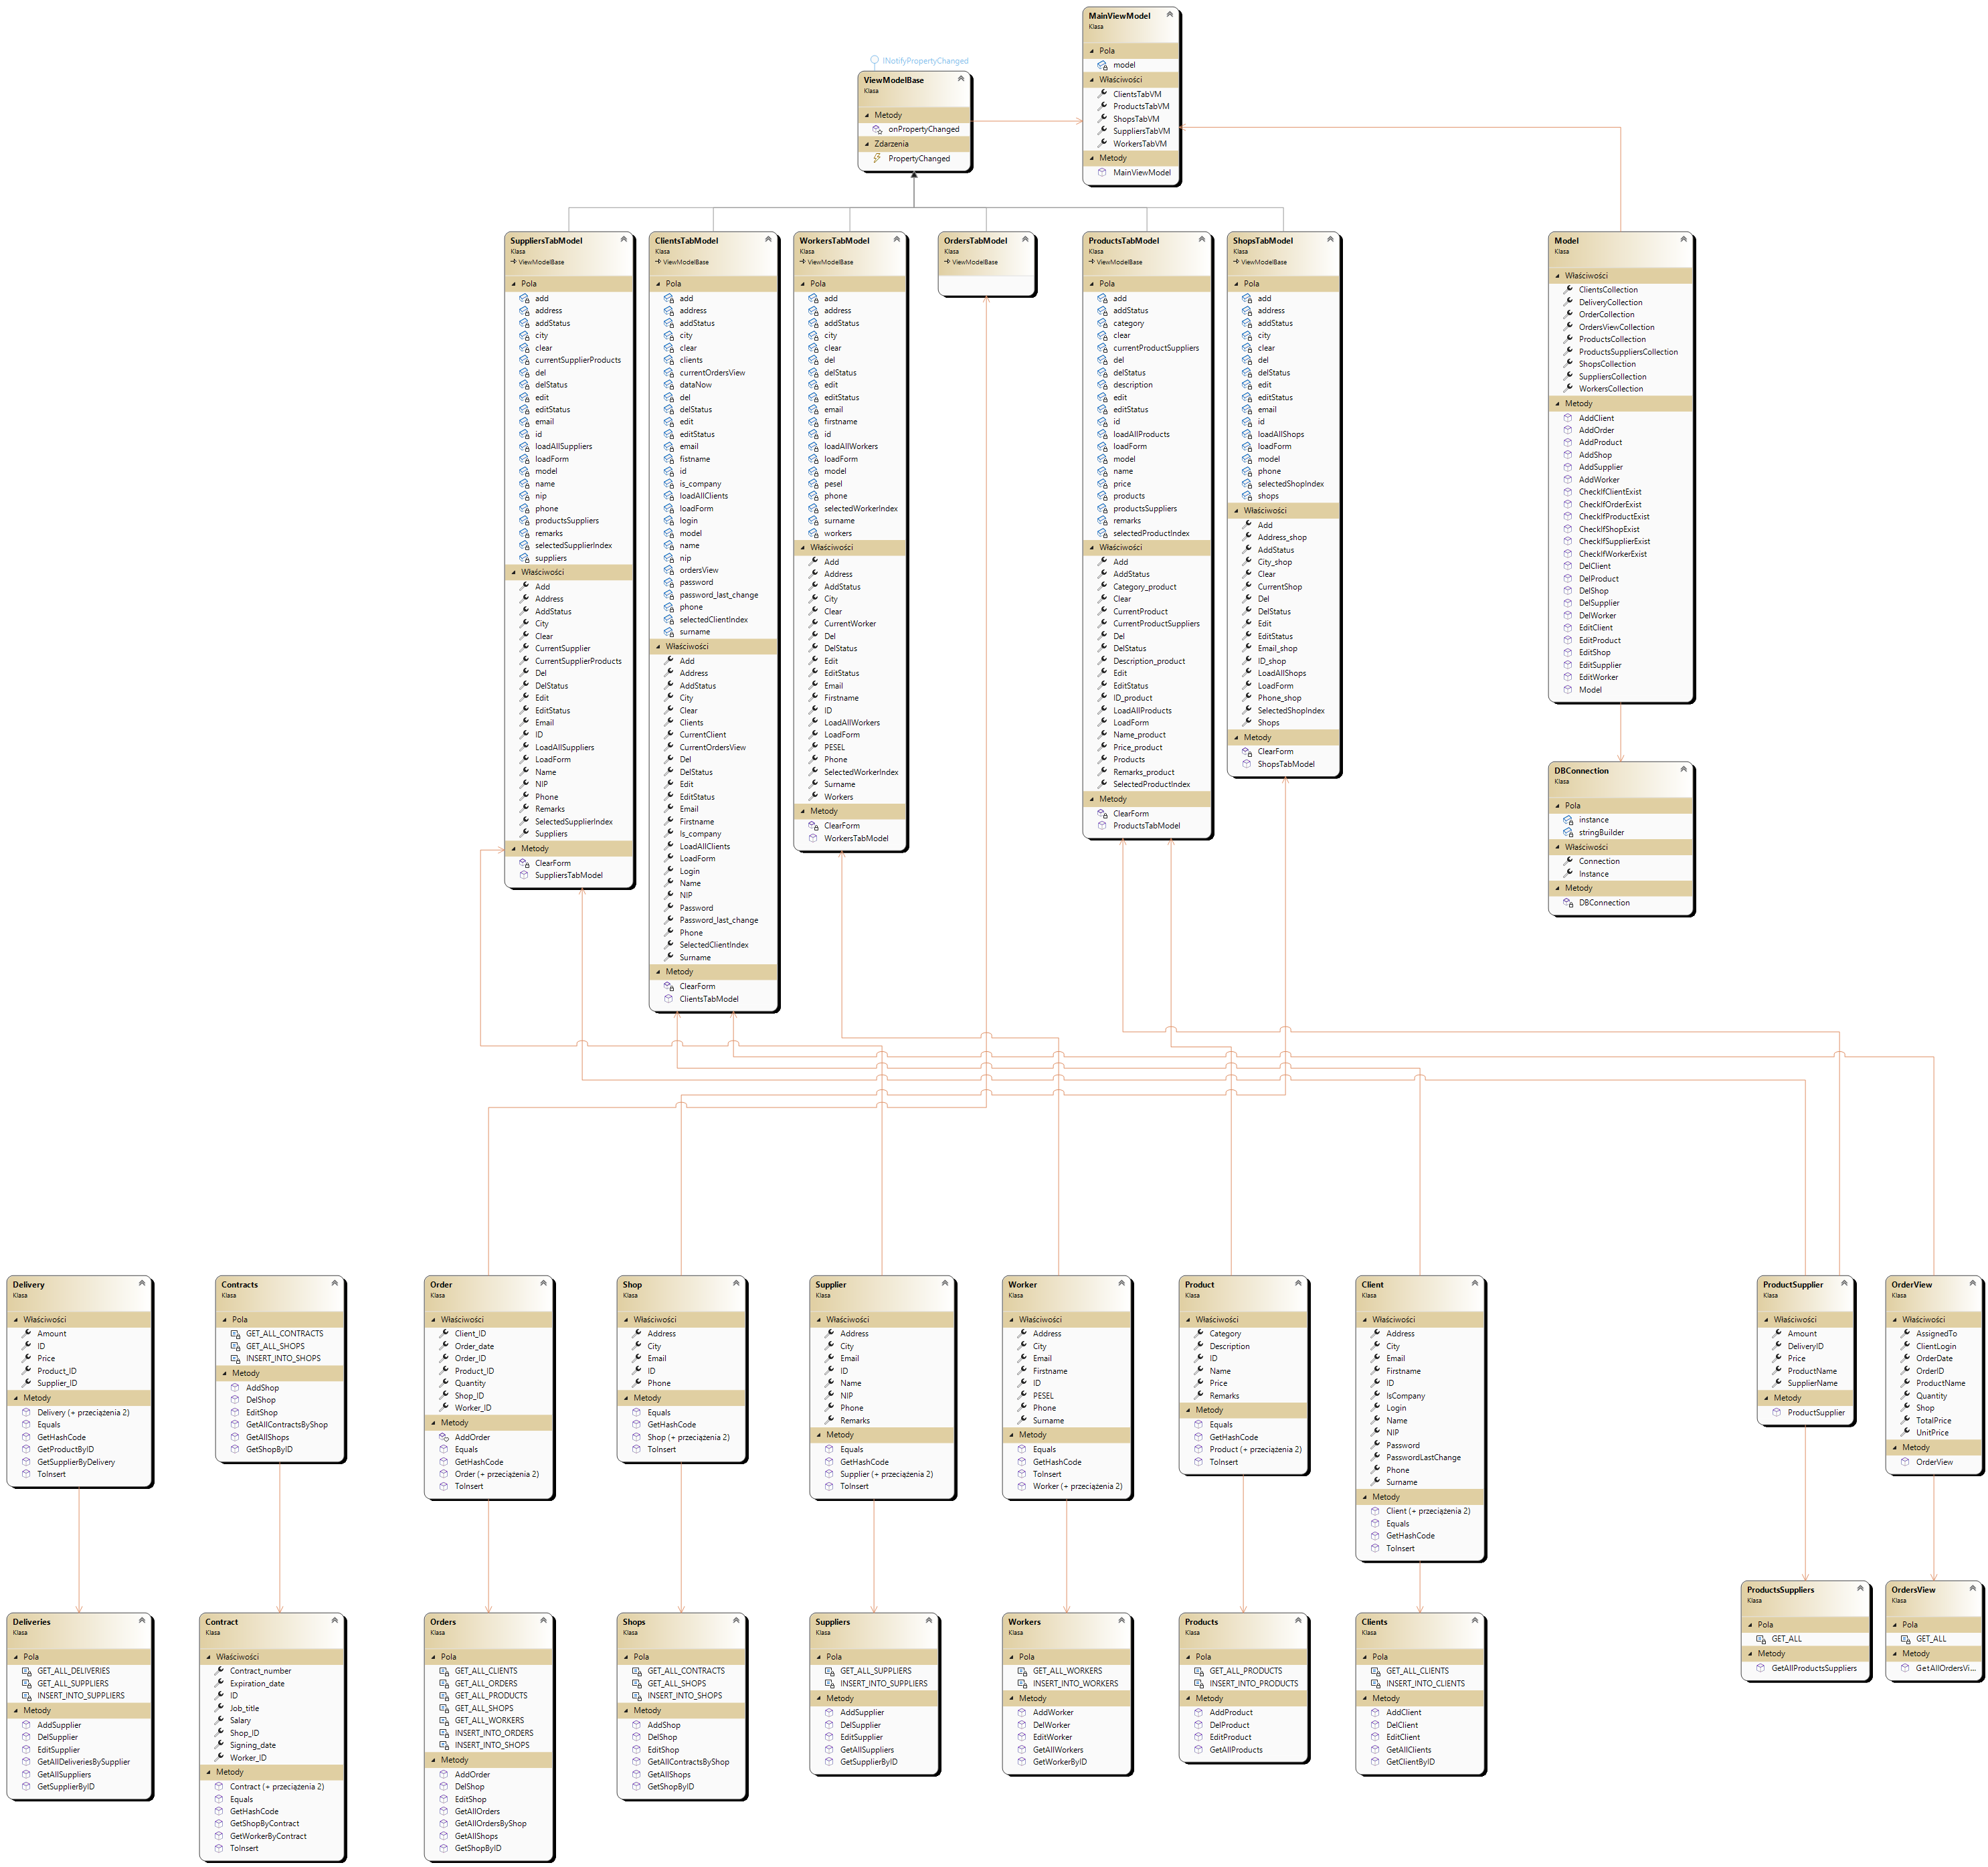 MainViewModel
Klasa
Pola
model
Właściwości
ClientsTabVM
ProductsTabVM
ShopsTabVM
SuppliersTabVM
WorkersTabVM
Metody
MainViewModel
INotifyPropertyChanged
ViewModelBase
Klasa
Metody
onPropertyChanged
Zdarzenia
PropertyChanged
SuppliersTabModel
Klasa
ViewModelBase
Pola
add
address
addStatus
city
clear
currentSupplierProducts
del
delStatus
edit
editStatus
email
id
loadAllSuppliers
loadForm
model
name
nip
phone
productsSuppliers
remarks
selectedSupplierIndex
suppliers
Właściwości
Add
Address
AddStatus
City
Clear
CurrentSupplier
CurrentSupplierProducts
Del
DelStatus
Edit
EditStatus
Email
ID
LoadAllSuppliers
LoadForm
Name
NIP
Phone
Remarks
SelectedSupplierIndex
Suppliers
Metody
ClearForm
SuppliersTabModel
ClientsTabModel
Klasa
ViewModelBase
Pola
add
address
addStatus
city
clear
clients
currentOrdersView
dataNow
del
delStatus
edit
editStatus
email
fistname
id
is_company
loadAllClients
loadForm
login
model
name
nip
ordersView
password
password_last_change
phone
selectedClientIndex
surname
Właściwości
Add
Address
AddStatus
City
Clear
Clients
CurrentClient
CurrentOrdersView
Del
DelStatus
Edit
EditStatus
Email
Firstname
Is_company
LoadAllClients
LoadForm
Login
Name
NIP
Password
Password_last_change
Phone
SelectedClientIndex
Surname
Metody
ClearForm
ClientsTabModel
WorkersTabModel
Klasa
ViewModelBase
Pola
add
address
addStatus
city
clear
del
delStatus
edit
editStatus
email
firstname
id
loadAllWorkers
loadForm
model
pesel
phone
selectedWorkerIndex
surname
workers
Właściwości
Add
Address
AddStatus
City
Clear
CurrentWorker
Del
DelStatus
Edit
EditStatus
Email
Firstname
ID
LoadAllWorkers
LoadForm
PESEL
Phone
SelectedWorkerIndex
Surname
Workers
Metody
ClearForm
WorkersTabModel
OrdersTabModel
Klasa
ViewModelBase
ProductsTabModel
Klasa
ViewModelBase
Pola
add
addStatus
category
clear
currentProductSuppliers
del
delStatus
description
edit
editStatus
id
loadAllProducts
loadForm
model
name
price
products
productsSuppliers
remarks
selectedProductIndex
Właściwości
Add
AddStatus
Category_product
Clear
CurrentProduct
CurrentProductSuppliers
Del
DelStatus
Description_product
Edit
EditStatus
ID_product
LoadAllProducts
LoadForm
Name_product
Price_product
Products
Remarks_product
SelectedProductIndex
Metody
ClearForm
ProductsTabModel
ShopsTabModel
Klasa
ViewModelBase
Pola
add
address
addStatus
city
clear
del
delStatus
edit
editStatus
email
id
loadAllShops
loadForm
model
phone
selectedShopIndex
shops
Właściwości
Add
Address_shop
AddStatus
City_shop
Clear
CurrentShop
Del
DelStatus
Edit
EditStatus
Email_shop
ID_shop
LoadAllShops
LoadForm
Phone_shop
SelectedShopIndex
Shops
Metody
ClearForm
ShopsTabModel
Model
Klasa
Właściwości
ClientsCollection
DeliveryCollection
OrderCollection
OrdersViewCollection
ProductsCollection
ProductsSuppliersCollection
ShopsCollection
SuppliersCollection
WorkersCollection
Metody
AddClient
AddOrder
AddProduct
AddShop
AddSupplier
AddWorker
CheckIfClientExist
CheckIfOrderExist
CheckIfProductExist
CheckIfShopExist
CheckIfSupplierExist
CheckIfWorkerExist
DelClient
DelProduct
DelShop
DelSupplier
DelWorker
EditClient
EditProduct
EditShop
EditSupplier
EditWorker
Model
DBConnection
Klasa
Pola
instance
stringBuilder
Właściwości
Connection
Instance
Metody
DBConnection
Delivery
Klasa
Właściwości
Amount
ID
Price
Product_ID
Supplier_ID
Metody
Delivery (+ przeciążenia 2)
Equals
GetHashCode
GetProductByID
GetSupplierByDelivery
ToInsert
Contracts
Klasa
Pola
GET_ALL_CONTRACTS
GET_ALL_SHOPS
INSERT_INTO_SHOPS
Metody
AddShop
DelShop
EditShop
GetAllContractsByShop
GetAllShops
GetShopByID
Order
Klasa
Właściwości
Client_ID
Order_date
Order_ID
Product_ID
Quantity
Shop_ID
Worker_ID
Metody
AddOrder
Equals
GetHashCode
Order (+ przeciążenia 2)
ToInsert
Shop
Klasa
Właściwości
Address
City
Email
ID
Phone
Metody
Equals
GetHashCode
Shop (+ przeciążenia 2)
ToInsert
Supplier
Klasa
Właściwości
Address
City
Email
ID
Name
NIP
Phone
Remarks
Metody
Equals
GetHashCode
Supplier (+ przeciążenia 2)
ToInsert
Worker
Klasa
Właściwości
Address
City
Email
Firstname
ID
PESEL
Phone
Surname
Metody
Equals
GetHashCode
ToInsert
Worker (+ przeciążenia 2)
Product
Klasa
Właściwości
Category
Description
ID
Name
Price
Remarks
Metody
Equals
GetHashCode
Product (+ przeciążenia 2)
ToInsert
Client
Klasa
Właściwości
Address
City
Email
Firstname
ID
IsCompany
Login
Name
NIP
Password
PasswordLastChange
Phone
Surname
Metody
Client (+ przeciążenia 2)
Equals
GetHashCode
ToInsert
ProductSupplier
Klasa
Właściwości
Amount
DeliveryID
Price
ProductName
SupplierName
Metody
ProductSupplier
OrderView
Klasa
Właściwości
AssignedTo
ClientLogin
OrderDate
OrderID
ProductName
Quantity
Shop
TotalPrice
UnitPrice
Metody
OrderView
Deliveries
Klasa
Pola
GET_ALL_DELIVERIES
GET_ALL_SUPPLIERS
INSERT_INTO_SUPPLIERS
Metody
AddSupplier
DelSupplier
EditSupplier
GetAllDeliveriesBySupplier
GetAllSuppliers
GetSupplierByID
Contract
Klasa
Właściwości
Contract_number
Expiration_date
ID
Job_title
Salary
Shop_ID
Signing_date
Worker_ID
Metody
Contract (+ przeciążenia 2)
Equals
GetHashCode
GetShopByContract
GetWorkerByContract
ToInsert
Orders
Klasa
Pola
GET_ALL_CLIENTS
GET_ALL_ORDERS
GET_ALL_PRODUCTS
GET_ALL_SHOPS
GET_ALL_WORKERS
INSERT_INTO_ORDERS
INSERT_INTO_SHOPS
Metody
AddOrder
DelShop
EditShop
GetAllOrders
GetAllOrdersByShop
GetAllShops
GetShopByID
Shops
Klasa
Pola
GET_ALL_CONTRACTS
GET_ALL_SHOPS
INSERT_INTO_SHOPS
Metody
AddShop
DelShop
EditShop
GetAllContractsByShop
GetAllShops
GetShopByID
Suppliers
Klasa
Pola
GET_ALL_SUPPLIERS
INSERT_INTO_SUPPLIERS
Metody
AddSupplier
DelSupplier
EditSupplier
GetAllSuppliers
GetSupplierByID
Workers
Klasa
Pola
GET_ALL_WORKERS
INSERT_INTO_WORKERS
Metody
AddWorker
DelWorker
EditWorker
GetAllWorkers
GetWorkerByID
Products
Klasa
Pola
GET_ALL_PRODUCTS
INSERT_INTO_PRODUCTS
Metody
AddProduct
DelProduct
EditProduct
GetAllProducts
Clients
Klasa
Pola
GET_ALL_CLIENTS
INSERT_INTO_CLIENTS
Metody
AddClient
DelClient
EditClient
GetAllClients
GetClientByID
ProductsSuppliers
Klasa
Pola
GET_ALL
Metody
GetAllProductsSuppliers
OrdersView
Klasa
Pola
GET_ALL
Metody
GetAllOrdersVi...